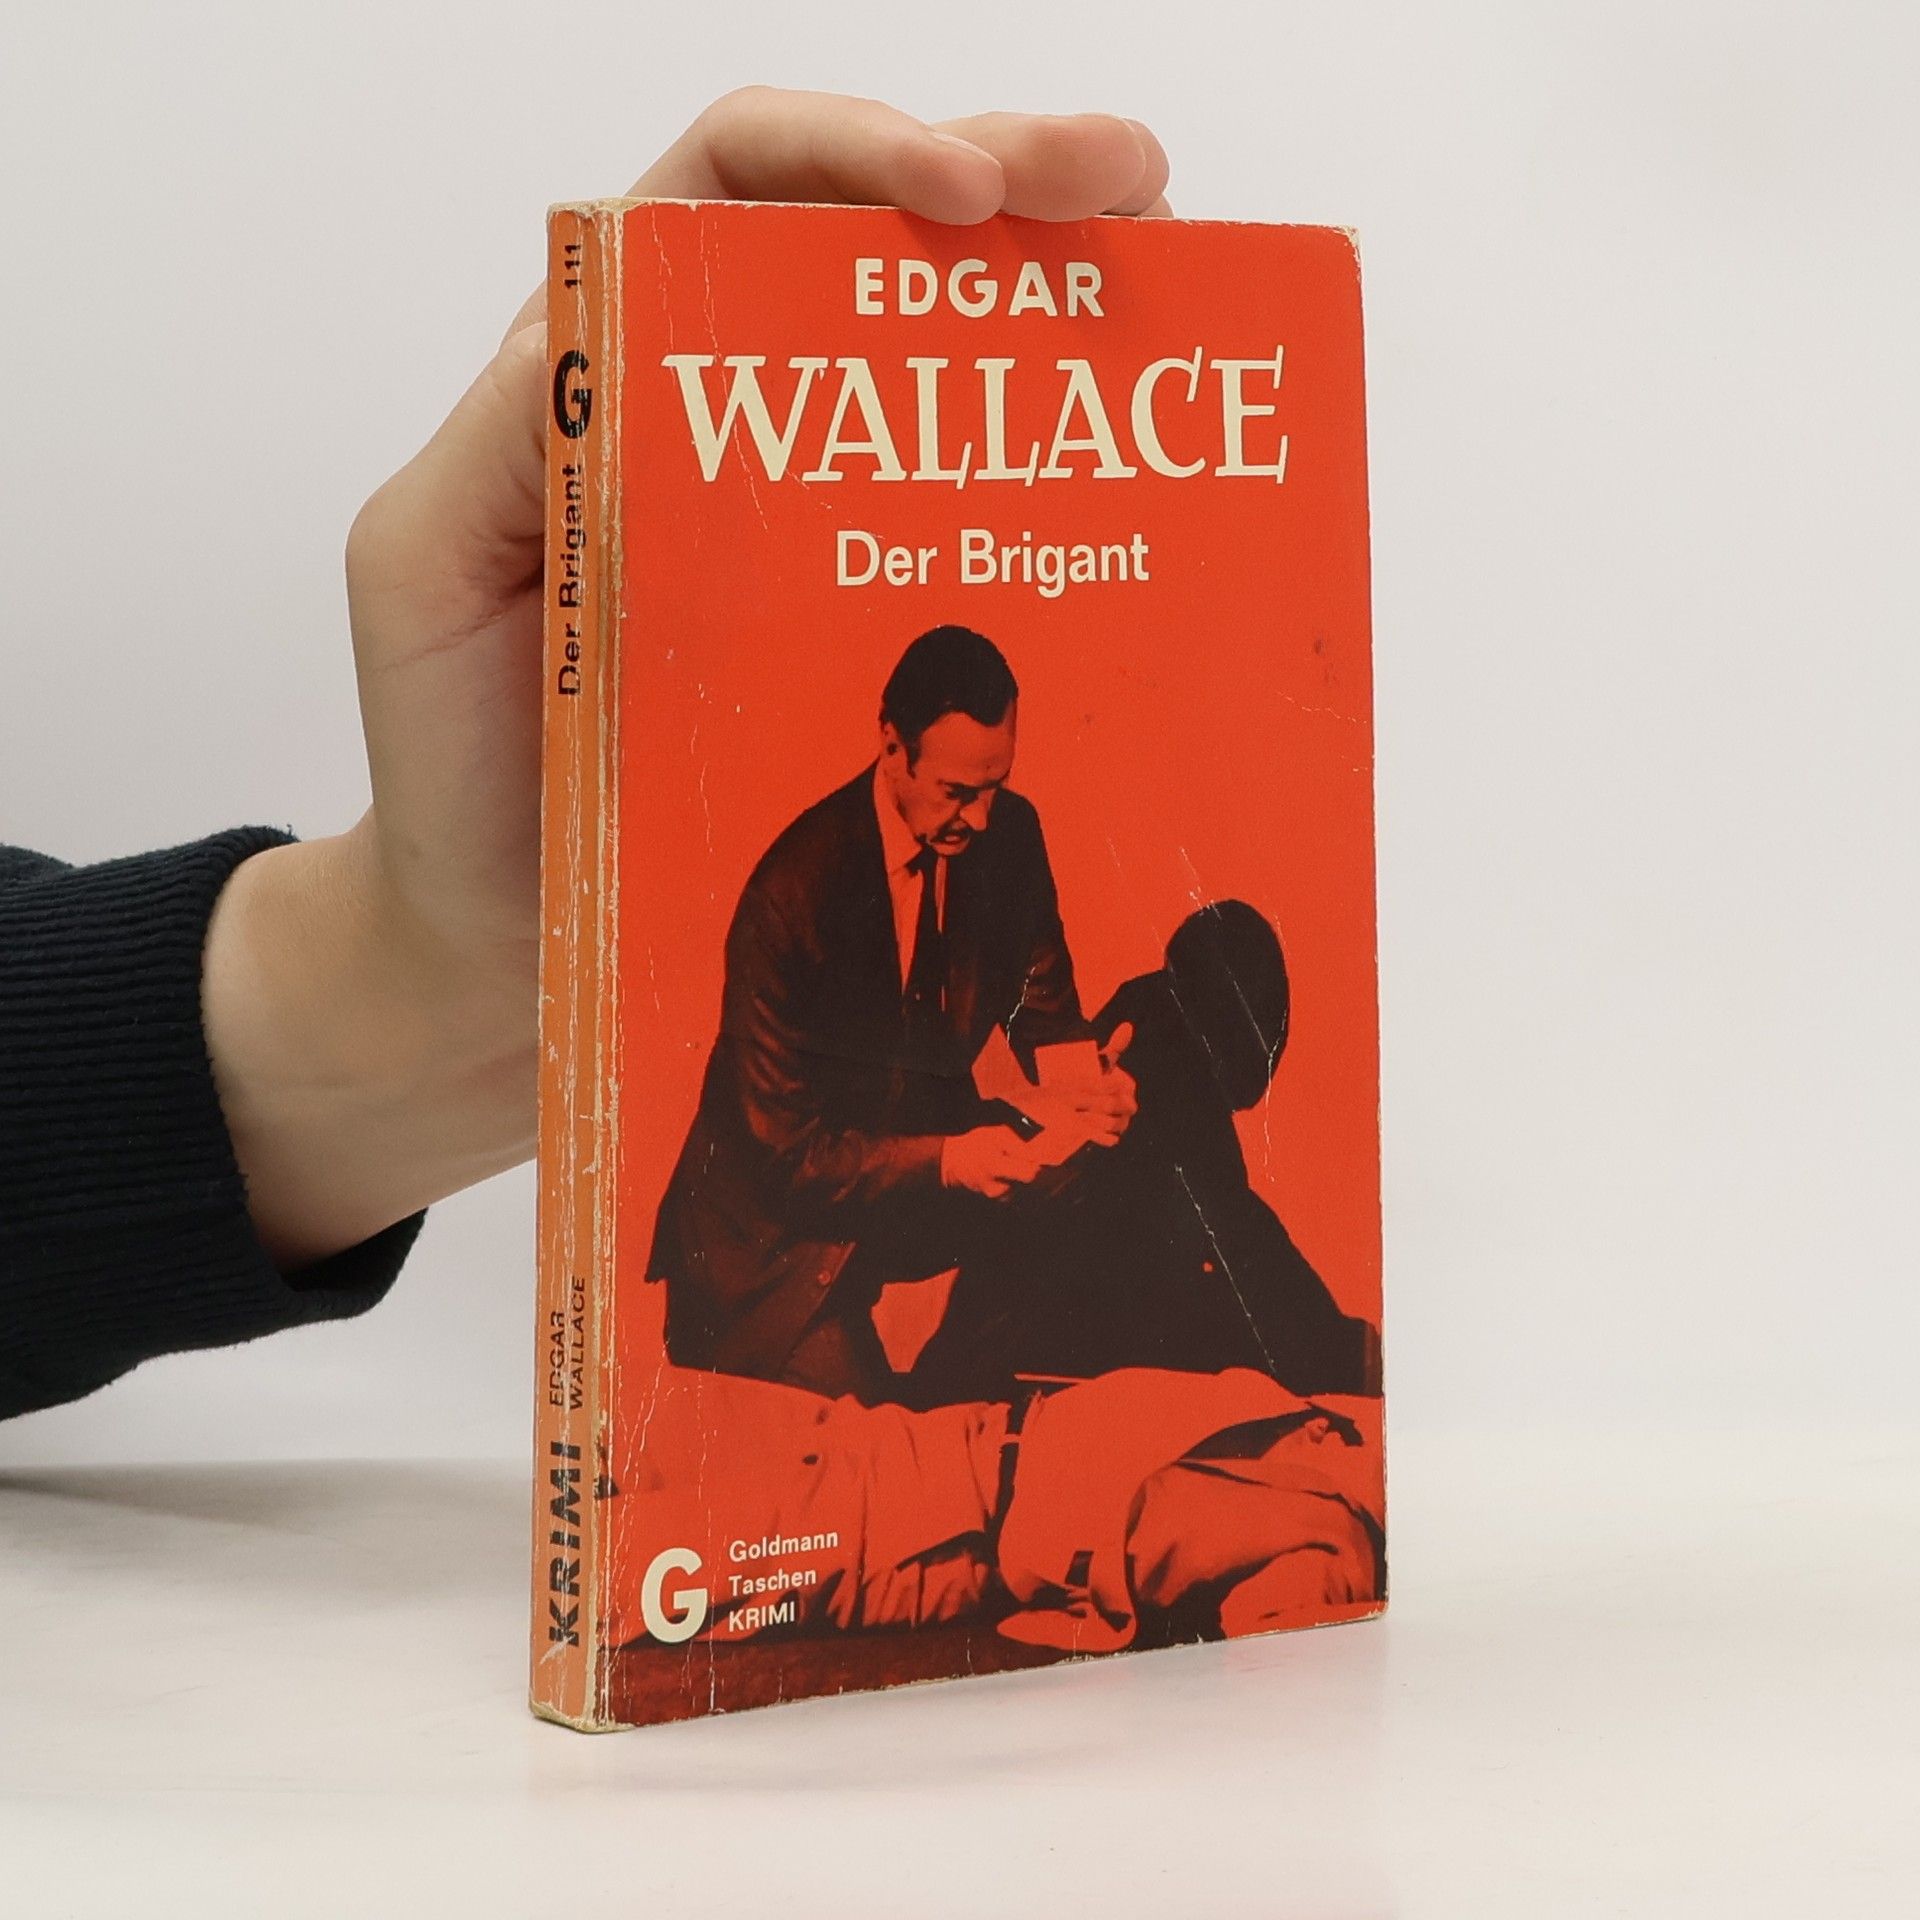 EDGAR
WALLACE
Der Brigant
G
Goldmann
Taschen
KRIMI
KRIMI
EDGAR
WALLACE
Der Brigant
G
111